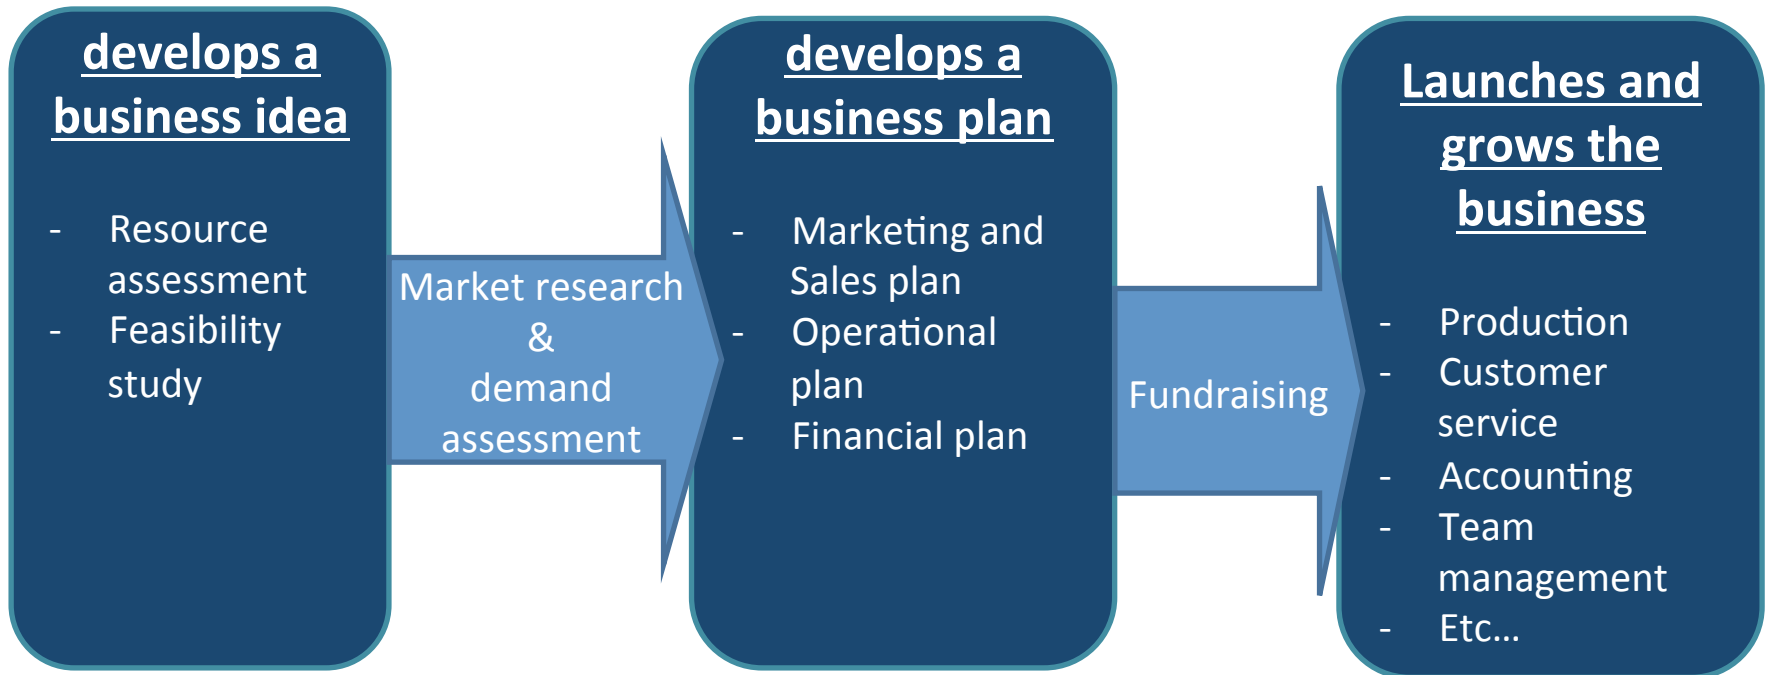 develops a
business idea
- Resource
assessment
- Feasibility
study
Market research
&
demand
assessment
develops a
business plan
- Marketing and
Sales plan
- Operational
plan
- Financial plan
Fundraising
Launches and
grows the
business
- Production
- Customer
service
- Accounting
- Team
management
- Etc...